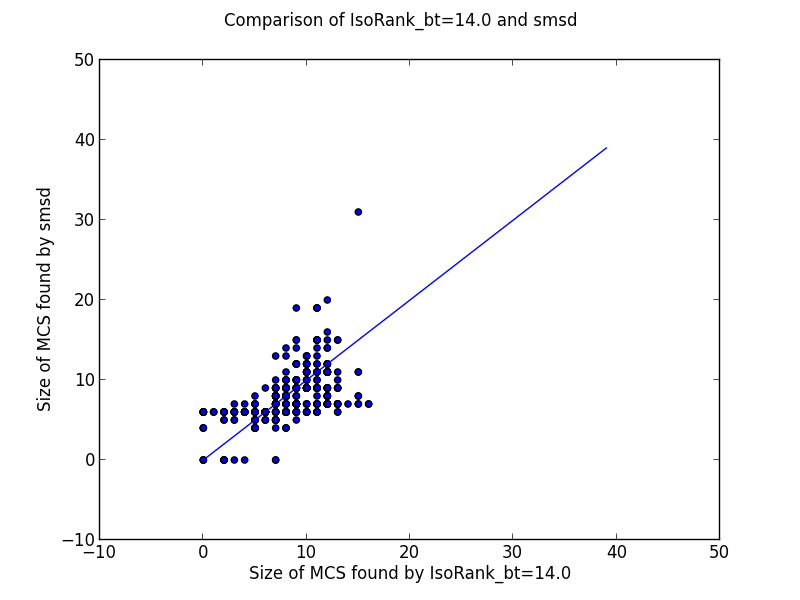 Comparison of IsoRank_bt=14.0 and smsd
50
40
30
20
10
0
−10
Size of MCS found by smsd
−10 0 10 20 30 40 50
Size of MCS found by IsoRank_bt=14.0